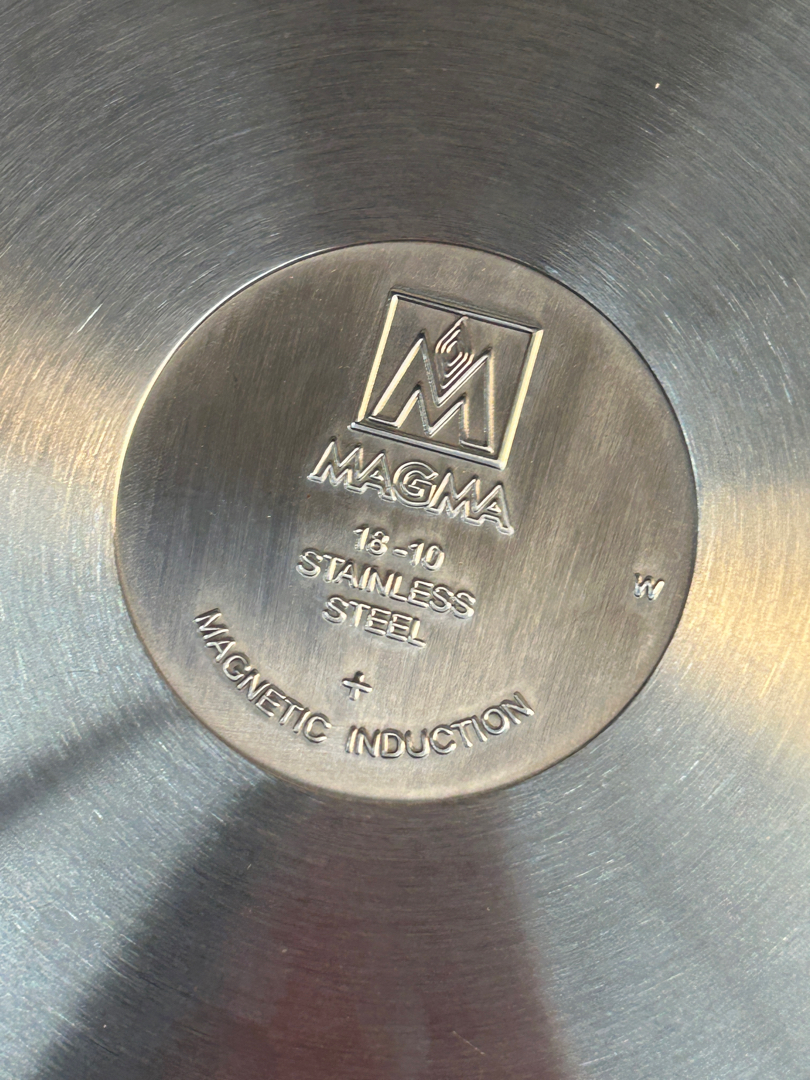 M
MAGMA
18-10
STAINLESS
STEEL
W
+
MAGNETIC INDUCTION